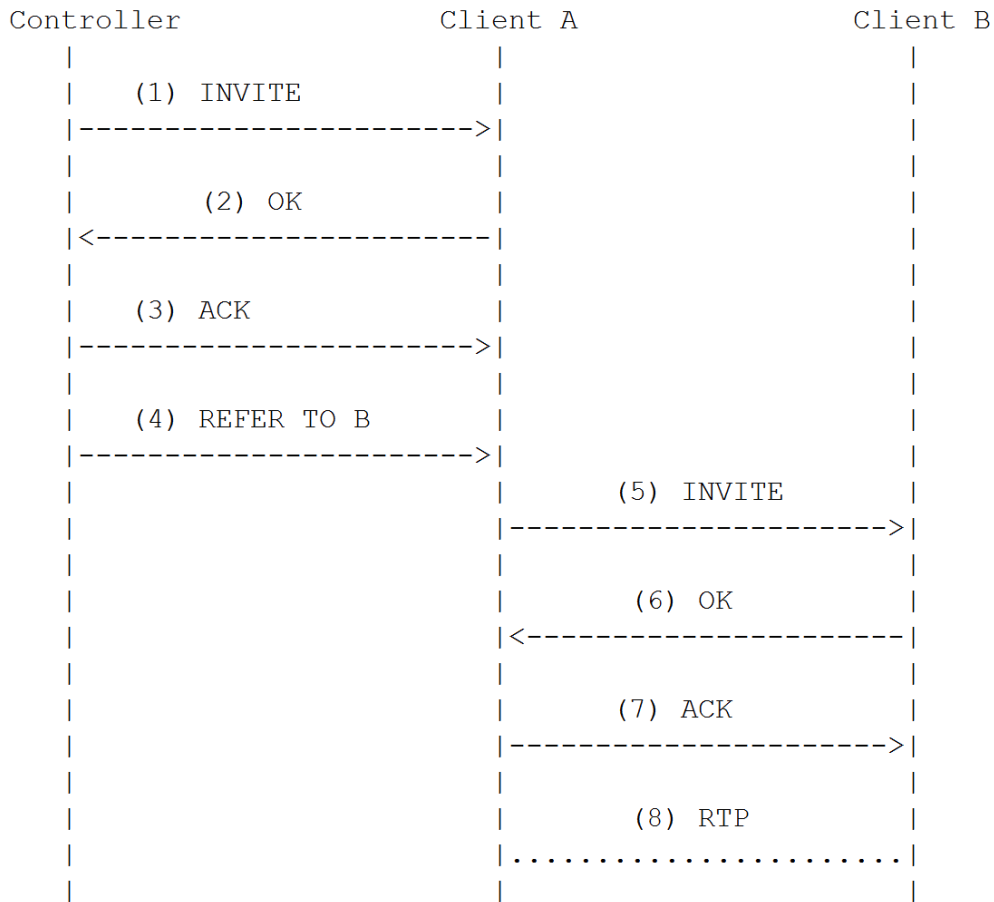 Controller Client A Client B
| | |
| (1) INVITE | |
|----------------------->| |
| | |
| (2) OK | |
|<-----------------------| |
| | |
| (3) ACK | |
|----------------------->| |
| | |
| (4) REFER TO B | |
|----------------------->| |
| | (5) INVITE |
| |---------------------->|
| | |
| | (6) OK |
| |<----------------------|
| | |
| | (7) ACK |
| |---------------------->|
| | |
| | (8) RTP |
| |.......................|
| | |